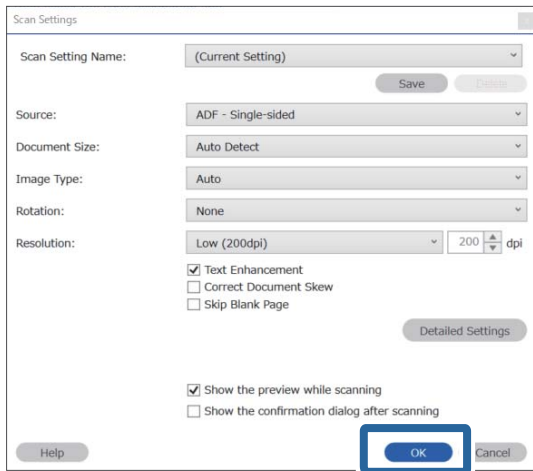 Scan Settings
Scan Setting Name: (Current Setting)
Save Delete
Source: ADF - Single-sided
Document Size: Auto Detect
Image Type: Auto
Rotation: None
Resolution: Low (200dpi) 200 dpi
Text Enhancement
Correct Document Skew
Skip Blank Page
Detailed Settings
Show the preview while scanning
Show the confirmation dialog after scanning
Help OK Cancel